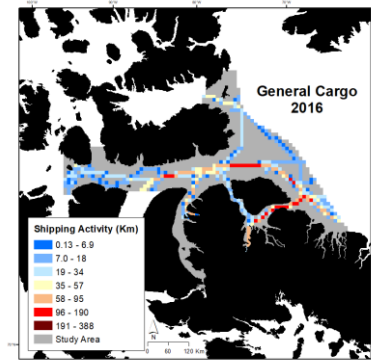 General Cargo
2016
Shipping Activity (Km)
0.13 - 6.9
7.0 - 18
19 - 34
35 - 57
58 - 95
96 - 190
191 - 388
Study Area
N
0 60 120 Km